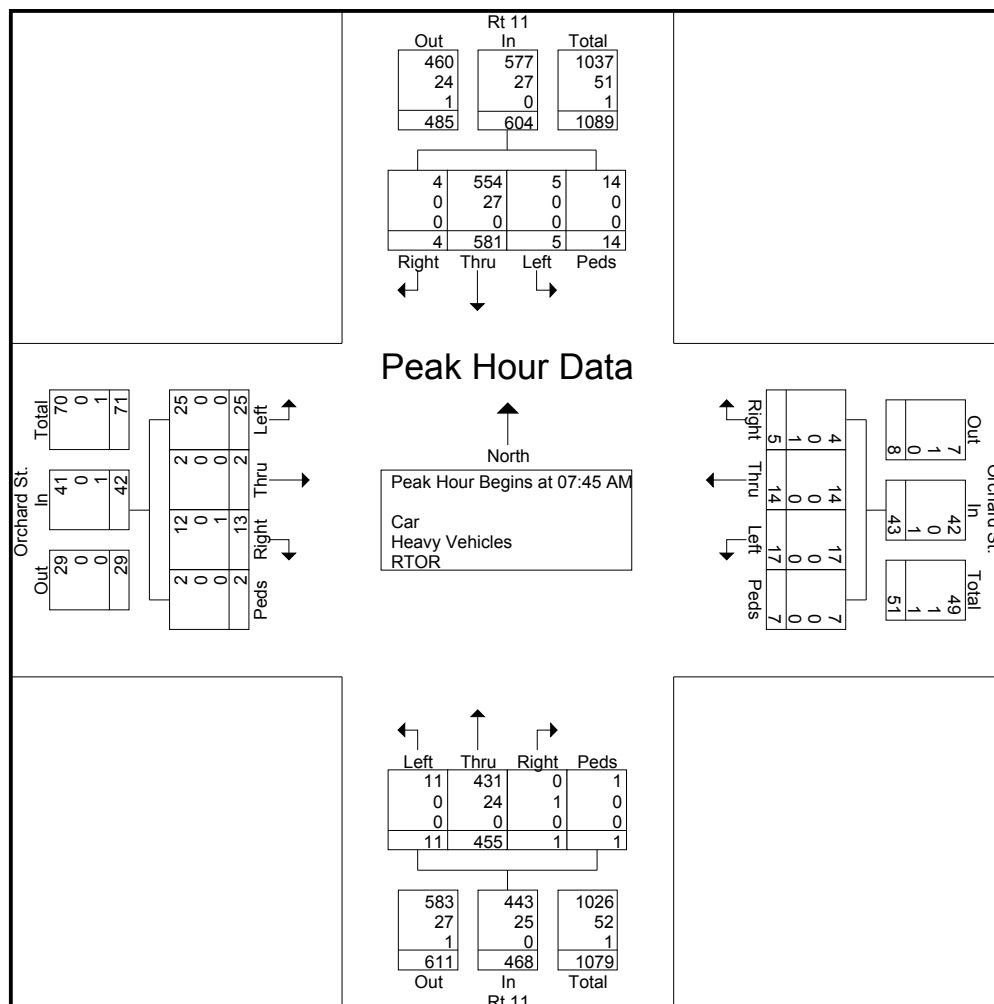 Rt 11
Out In Total
460 577 1037
24 27 51
1 0 1
485 604 1089
4 554 5 14
0 27 0 0
0 0 0 0
4 581 5 14
Right Thru Left Peds
Peak Hour Data
North
Peak Hour Begins at 07:45 AM
Car
Heavy Vehicles
RTOR
Orchard St.
Out In Total
29 41 70
0 0 0
0 1 1
29 42 71
Left Thru Right Peds
25 2 12 2
0 0 0 0
0 0 1 0
25 2 13 2
Orchard St.
Out In Total
7 42 49
1 0 1
0 1 1
8 43 51
4 14 17 7
0 0 0 0
1 0 0 0
5 14 17 7
Right Thru Left Peds
Left Thru Right Peds
11 431 0 1
0 24 1 0
0 0 0 0
11 455 1 1
583 443 1026
27 25 52
1 0 1
611 468 1079
Out In Total
Rt 11